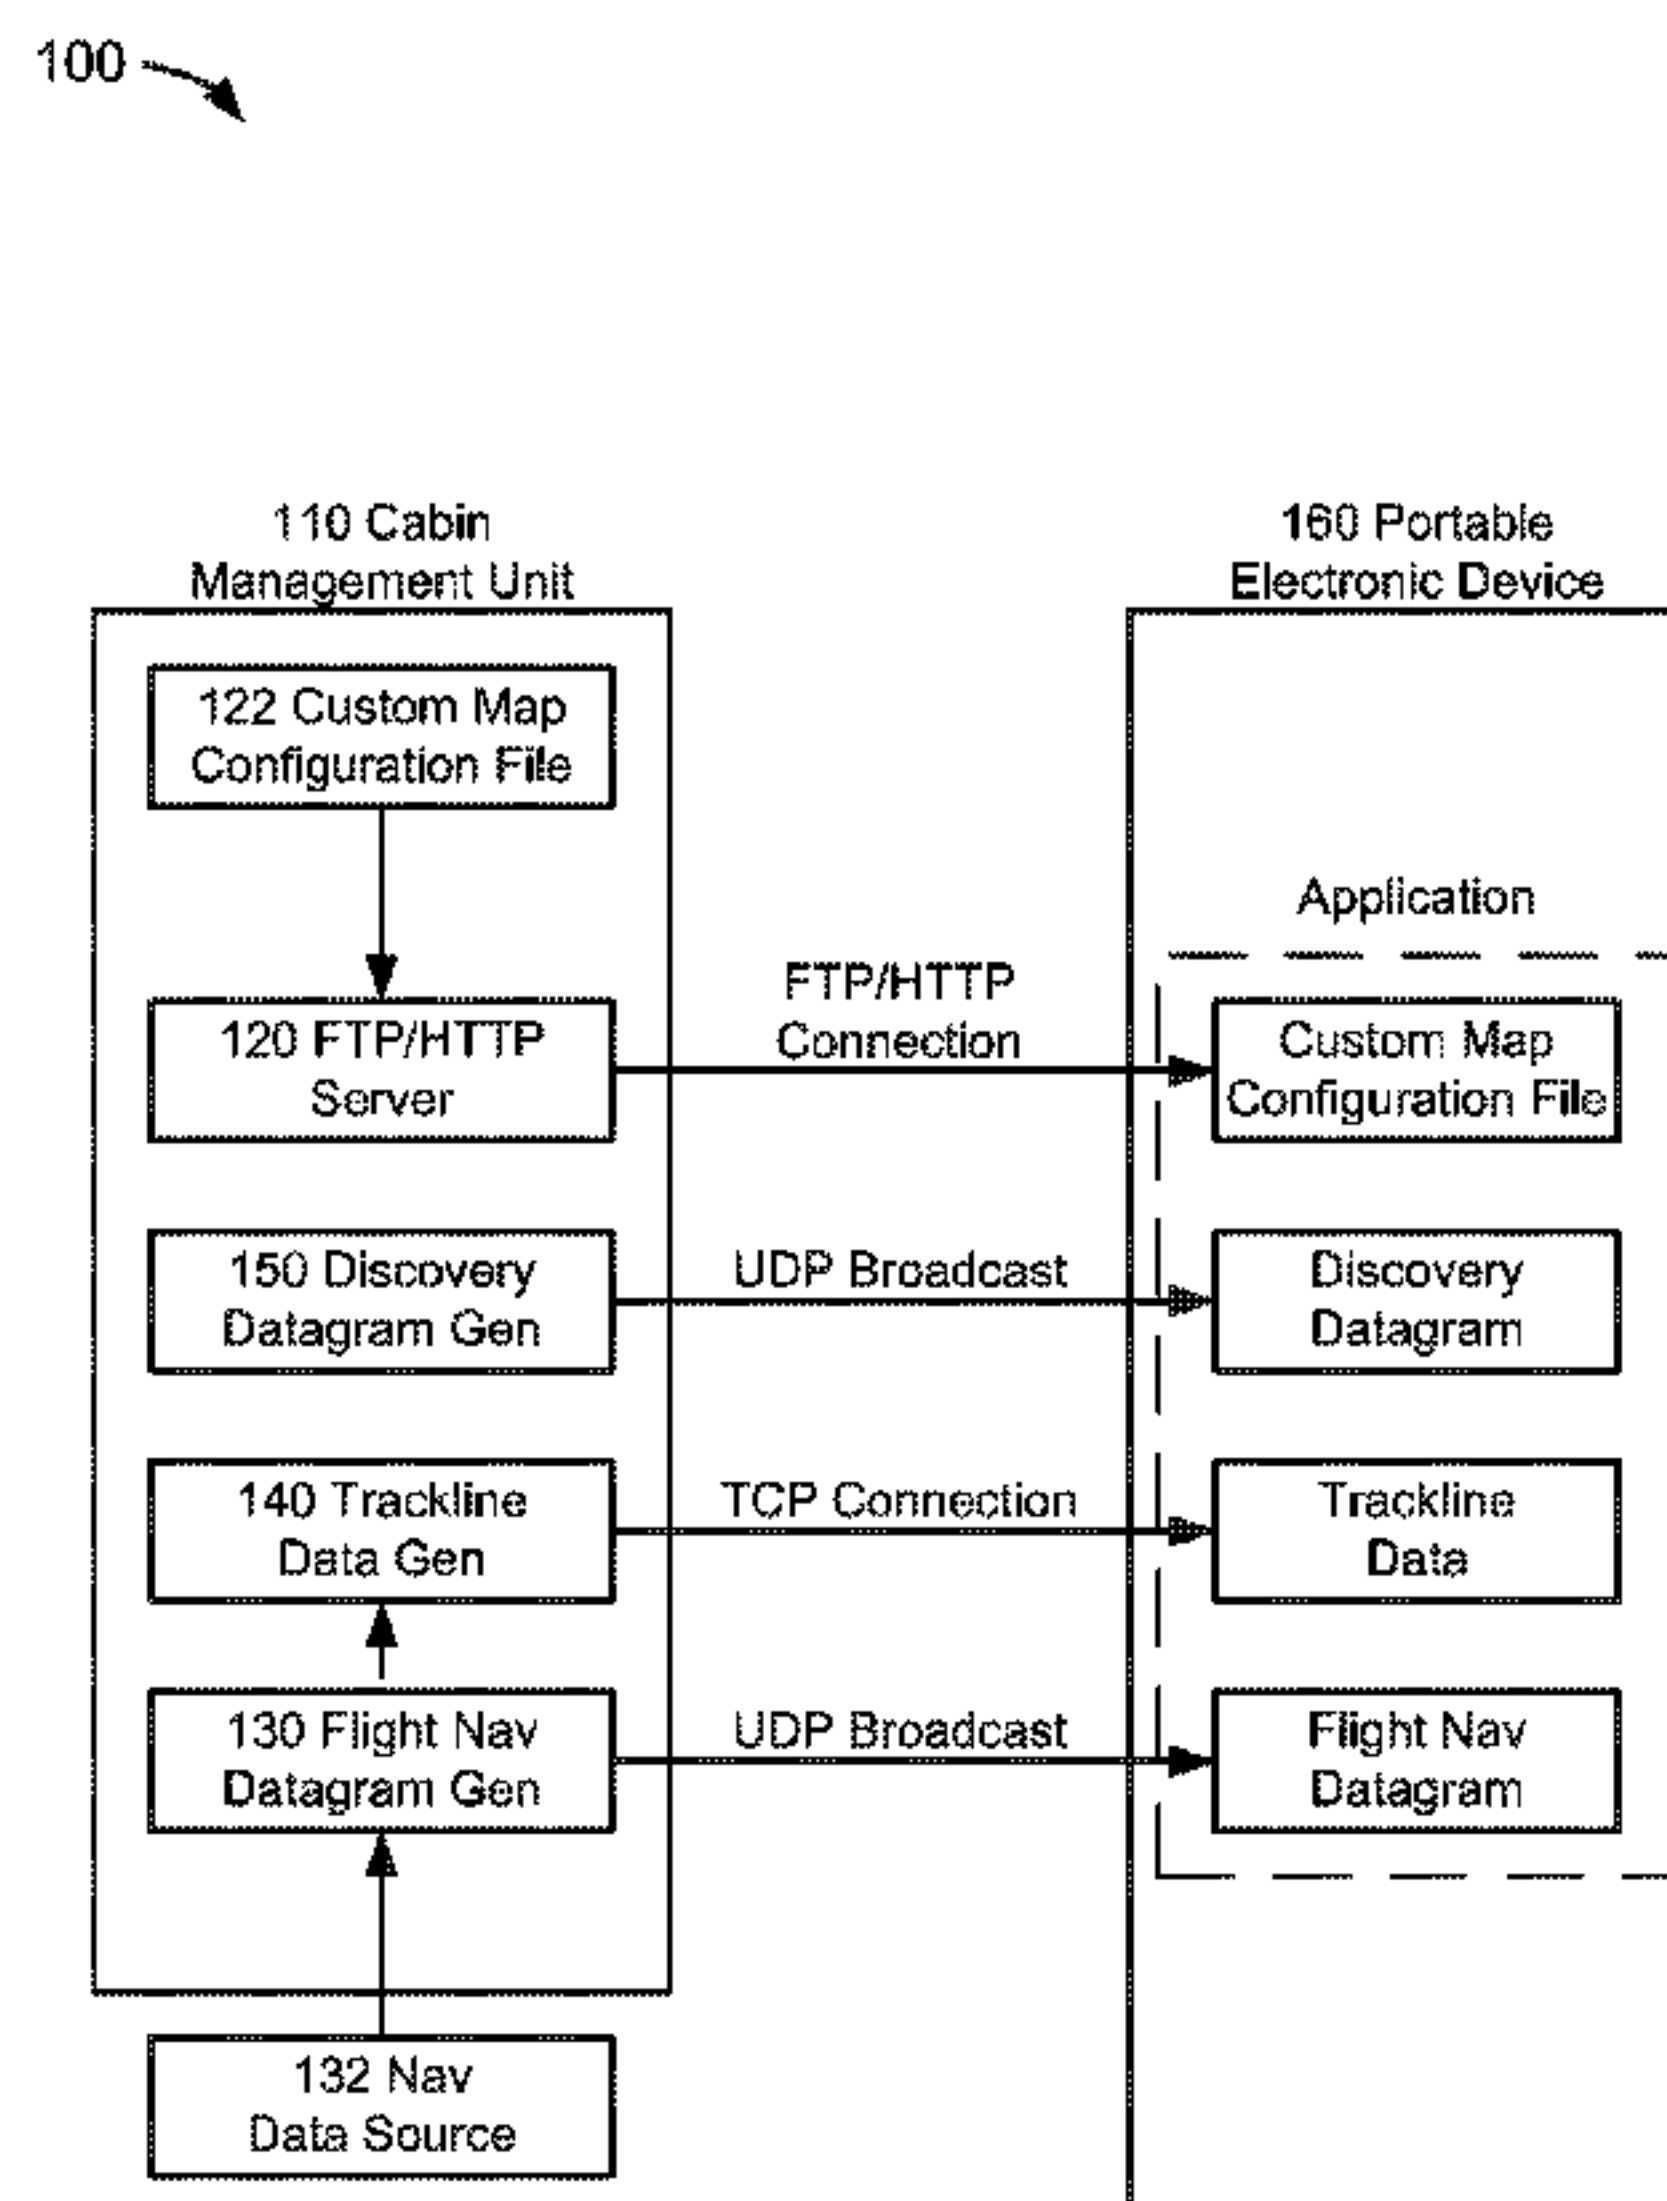 100
110 Cabin
Management Unit
122 Custom Map
Configuration File
120 FTP/HTTP
Server
150 Discovery
Datagram Gen
140 Trackline
Data Gen
130 Flight Nav
Datagram Gen
132 Nav
Data Source
FTP/HTTP
Connection
UDP Broadcast
TCP Connection
UDP Broadcast
160 Portable
Electronic Device
Application
Custom Map
Configuration File
Discovery
Datagram
Trackline
Data
Flight Nav
Datagram